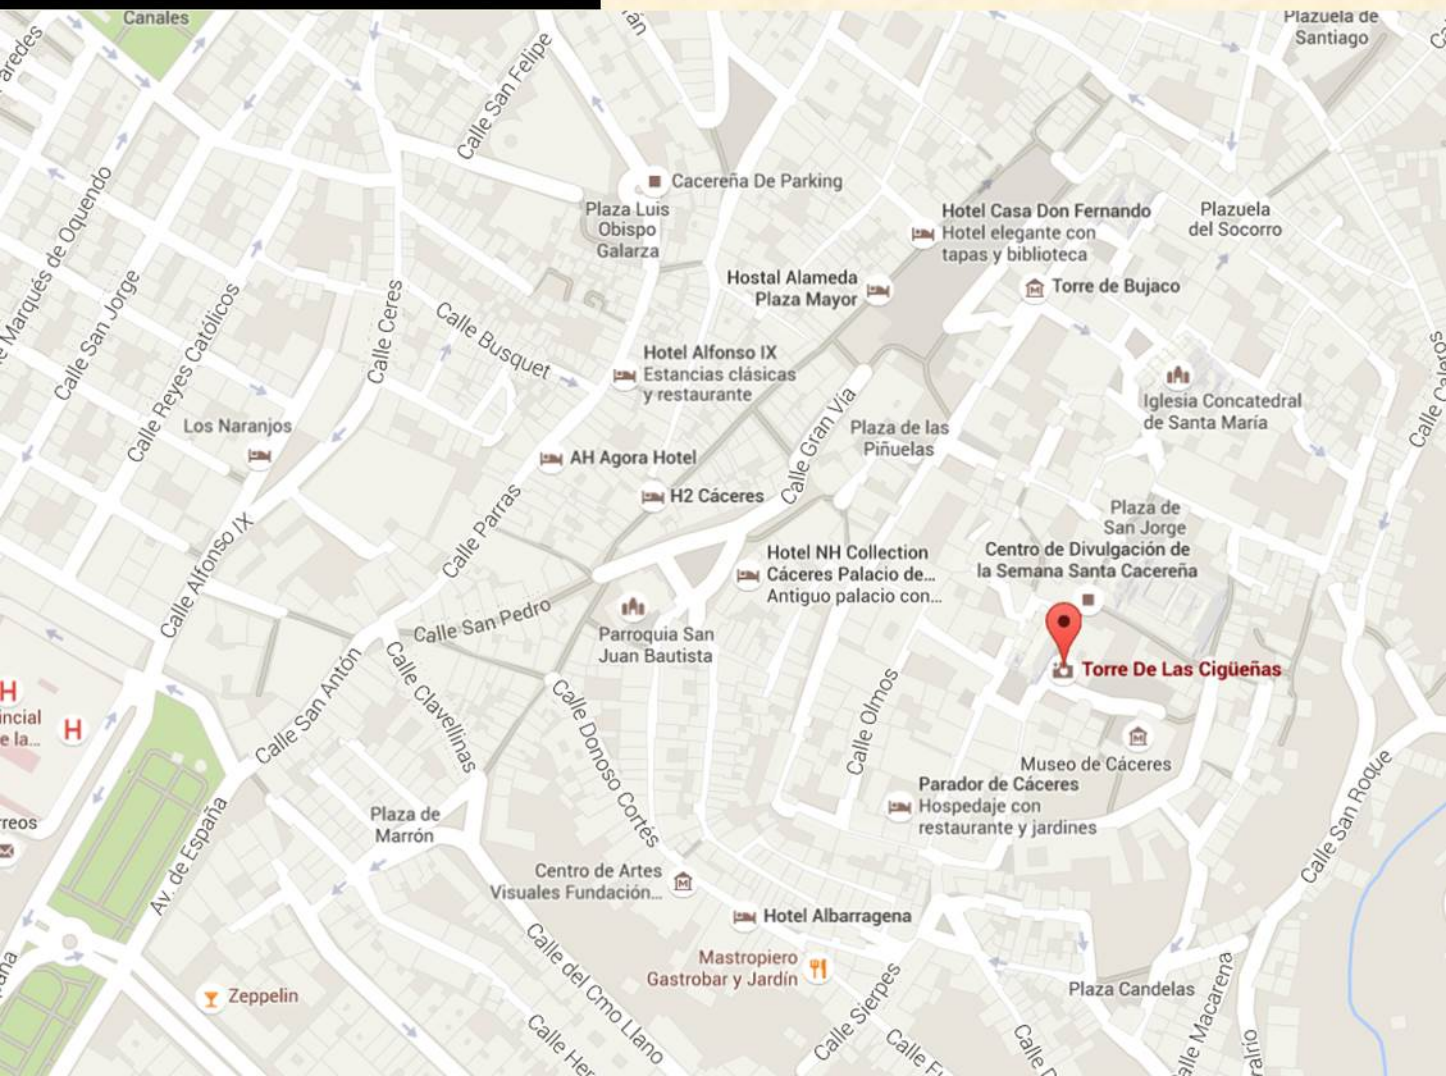 Canales
Plazuela de
Santiago
Calle San Felipe
Cacereña De Parking
Plaza Luis
Obispo
Galarza
Hotel Casa Don Fernando
Hotel elegante con
tapas y biblioteca
Plazuela
del Socorro
Hostal Alameda
Plaza Mayor
Torre de Bujaco
Marqués de Oquendo
Calle San Jorge
Calle Reyes Católicos
Calle Ceres
Calle Busquet
Hotel Alfonso IX
Estancias clásicas
y restaurante
Iglesia Concatedral
de Santa María
Los Naranjos
Calle Gran Vía
Plaza de las
Piñuelas
AH Agora Hotel
H2 Cáceres
Calle Parras
Calle Alfonso IX
Plaza de
San Jorge
Centro de Divulgación de
la Semana Santa Cacereña
Hotel NH Collection
Cáceres Palacio de...
Antiguo palacio con...
Calle San Pedro
Parroquia San
Juan Bautista
Torre De Las Cigüeñas
Calle San Antón
Calle Clavellinas
Calle Donoso Cortés
Calle Olmos
H
incial
e la...
H
Museo de Cáceres
Parador de Cáceres
Hospedaje con
restaurante y jardines
Calle San Roque
Plaza de
Marrón
rreos
Av. de España
Centro de Artes
Visuales Fundación...
Hotel Albarragena
Mastropiero
Gastrobar y Jardín
Calle del Cmo Llano
Zeppelin
Calle Sierpes
Plaza Candelas
alle Macarena
Calle Her
Calle